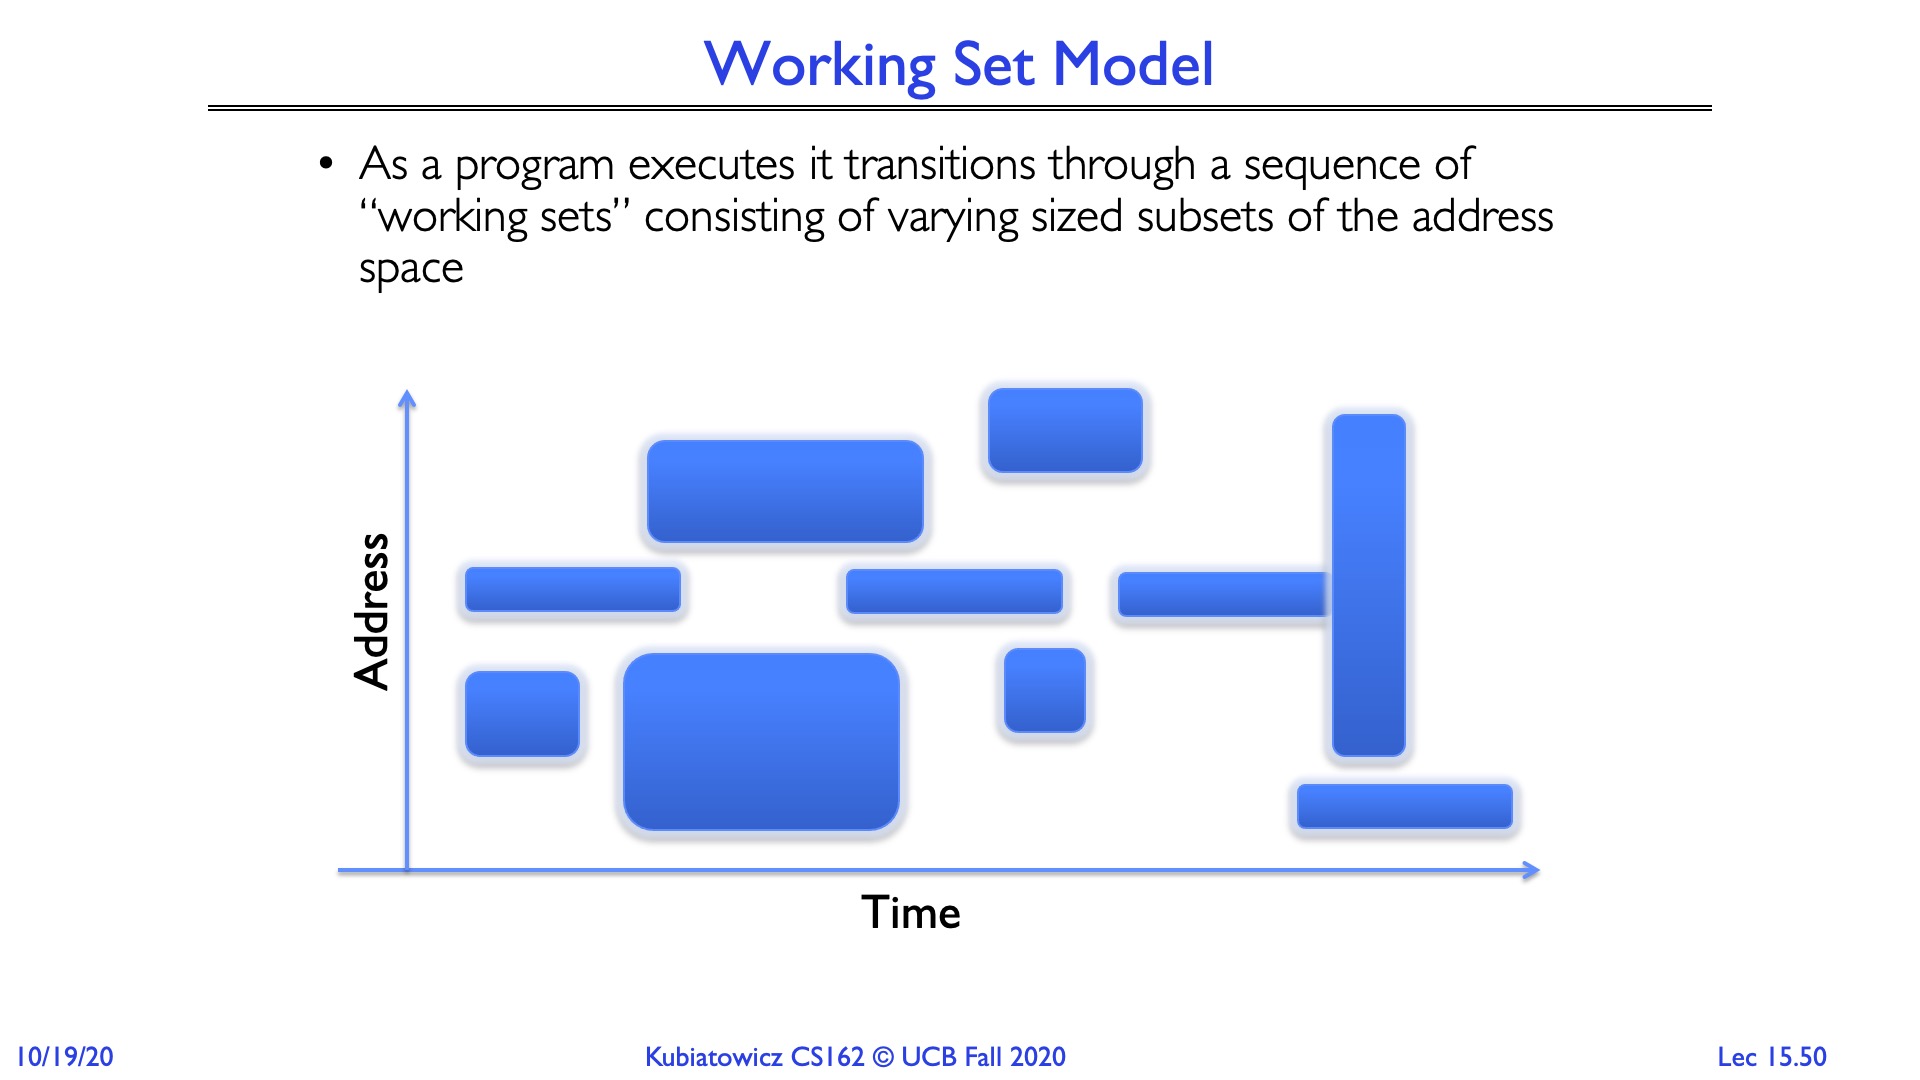 Working Set Model
• As a program executes it transitions through a sequence of
“working sets” consisting of varying sized subsets of the address
space
Address
Time
10/19/20
Kubiatowicz CS162 © UCB Fall 2020
Lec 15.50